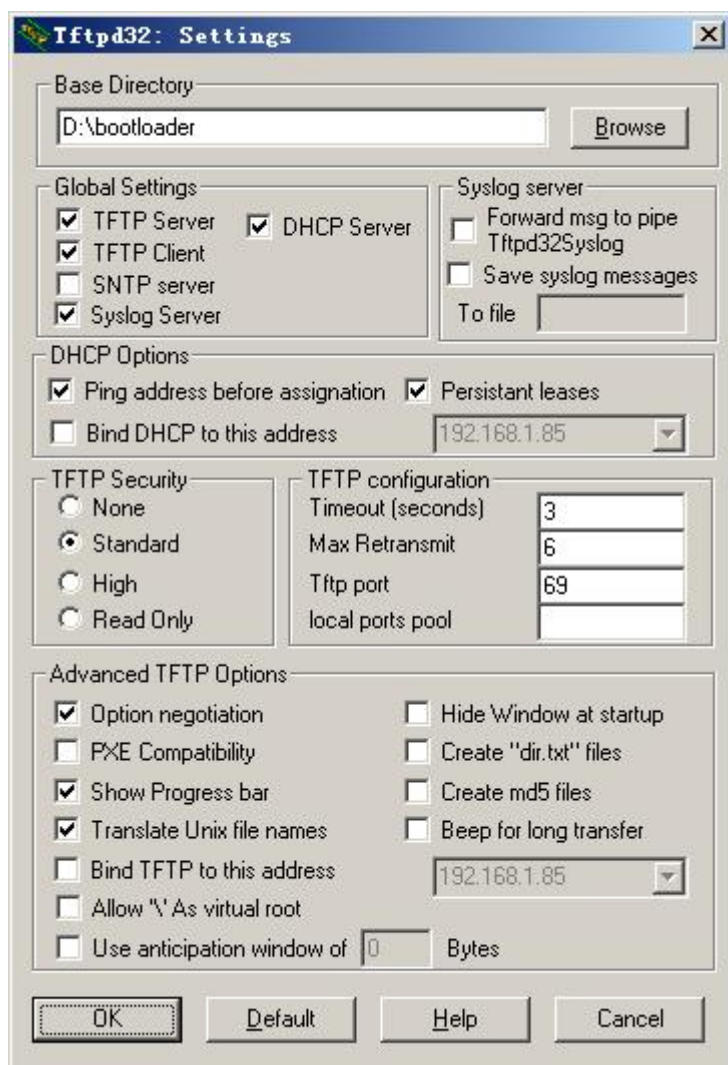 Tftpd32: Settings
Base Directory
D:\bootloader
Browse
Global Settings
TFTP Server
DHCP Server
TFTP Client
SNTP server
Syslog Server
Syslog server
Forward msg to pipe
Tftpd32Syslog
Save syslog messages
To file
DHCP Options
Ping address before assignation
Persistant leases
Bind DHCP to this address
192.168.1.85
TFTP Security
None
Standard
High
Read Only
TFTP configuration
Timeout (seconds) 3
Max Retransmit 6
Tftp port 69
local ports pool
Advanced TFTP Options
Option negotiation
PXE Compatibility
Show Progress bar
Translate Unix file names
Bind TFTP to this address
Allow '\' As virtual root
Use anticipation window of 0 Bytes
Hide Window at startup
Create "dir.txt" files
Create md5 files
Beep for long transfer
192.168.1.85
OK
Default
Help
Cancel